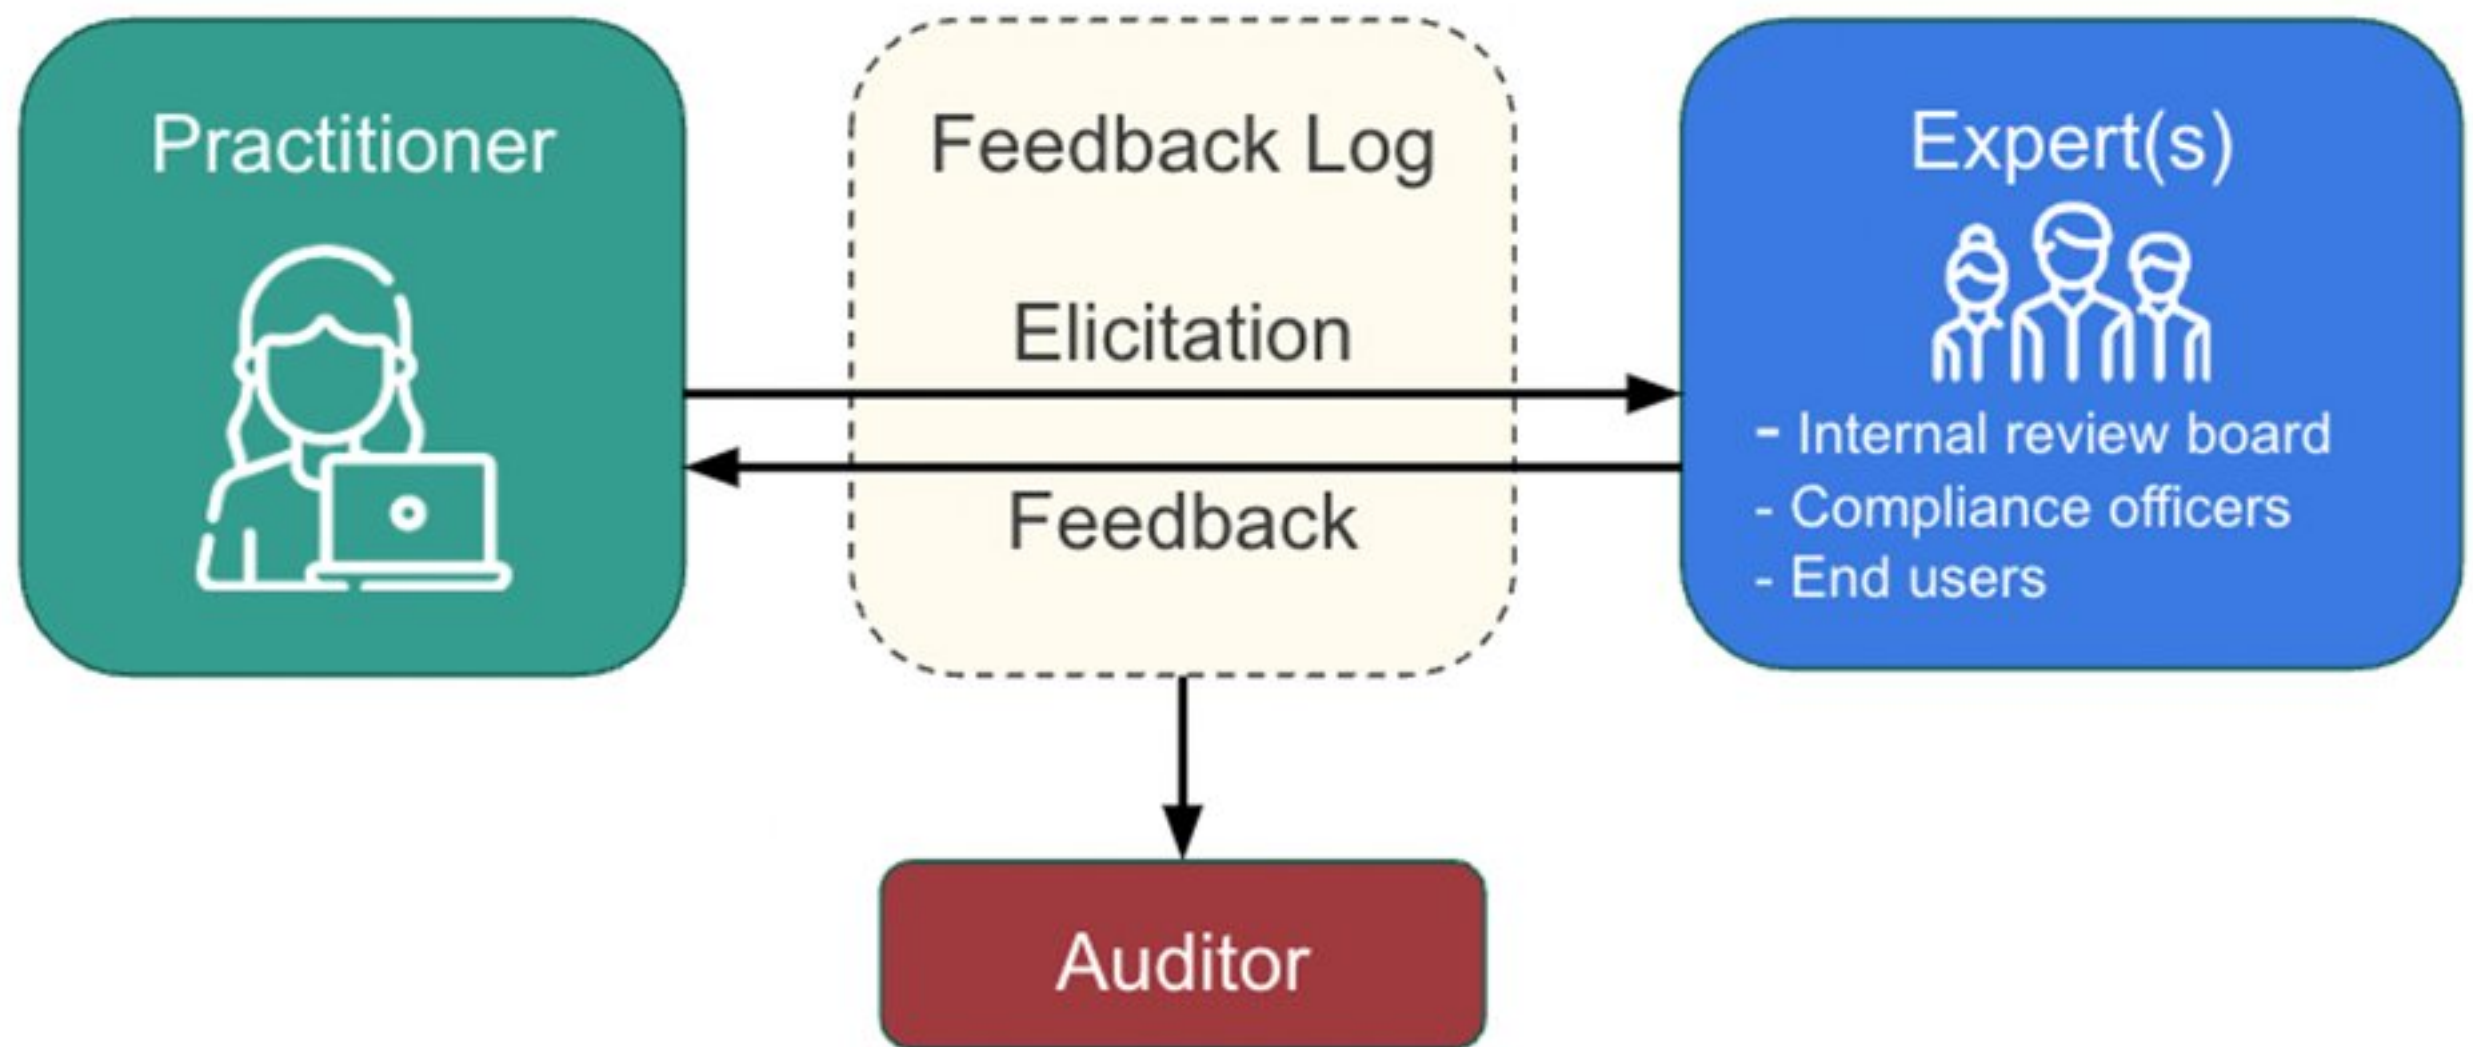 Practitioner
Feedback Log
Elicitation
Feedback
Expert(s)
- Internal review board
- Compliance officers
- End users
Auditor